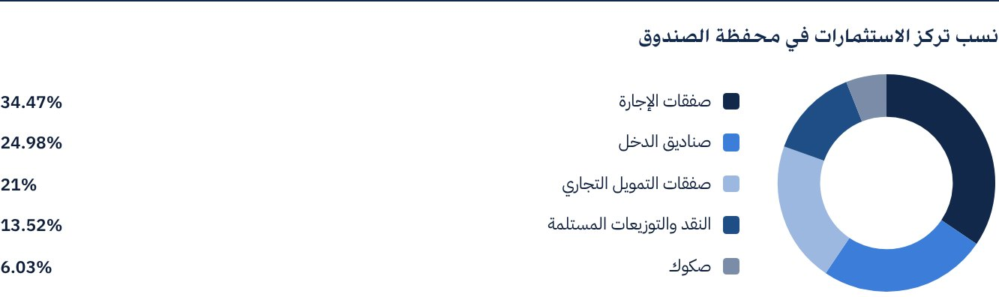 نسب تركز الاستثمارات في محفظة الصندوق
صفقات الإجارة 34.47%
صناديق الدخل 24.98%
صفقات التمويل التجاري 21%
النقد والتوزيعات المستلمة 13.52%
صكوك 6.03%